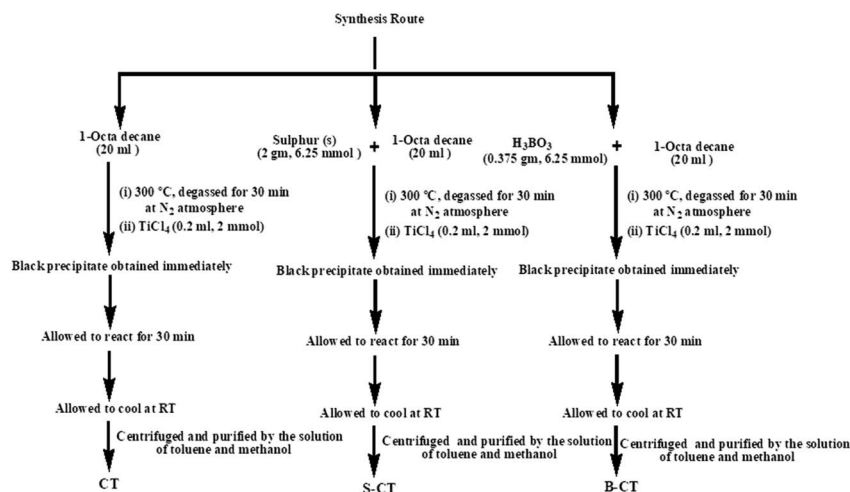 Synthesis Route
1-Octa decane
(20 ml )
(i) 300 °C, degassed for 30 min
at N₂ atmosphere
(ii) TiCl₄ (0.2 ml, 2 mmol)
Black precipitate obtained immediately
Allowed to react for 30 min
Allowed to cool at RT
Centrifuged and purified by the solution
of toluene and methanol
CT
Sulphur (s)
(2 gm, 6.25 mmol )
+
1-Octa decane
(20 ml )
(i) 300 °C, degassed for 30 min
at N₂ atmosphere
(ii) TiCl₄ (0.2 ml, 2 mmol)
Black precipitate obtained immediately
Allowed to react for 30 min
Allowed to cool at RT
Centrifuged and purified by the solution
of toluene and methanol
S-CT
H₃BO₃
(0.375 gm, 6.25 mmol)
+
1-Octa decane
(20 ml )
(i) 300 °C, degassed for 30 min
at N₂ atmosphere
(ii) TiCl₄ (0.2 ml, 2 mmol)
Black precipitate obtained immediately
Allowed to react for 30 min
Allowed to cool at RT
Centrifuged and purified by the solution
of toluene and methanol
B-CT